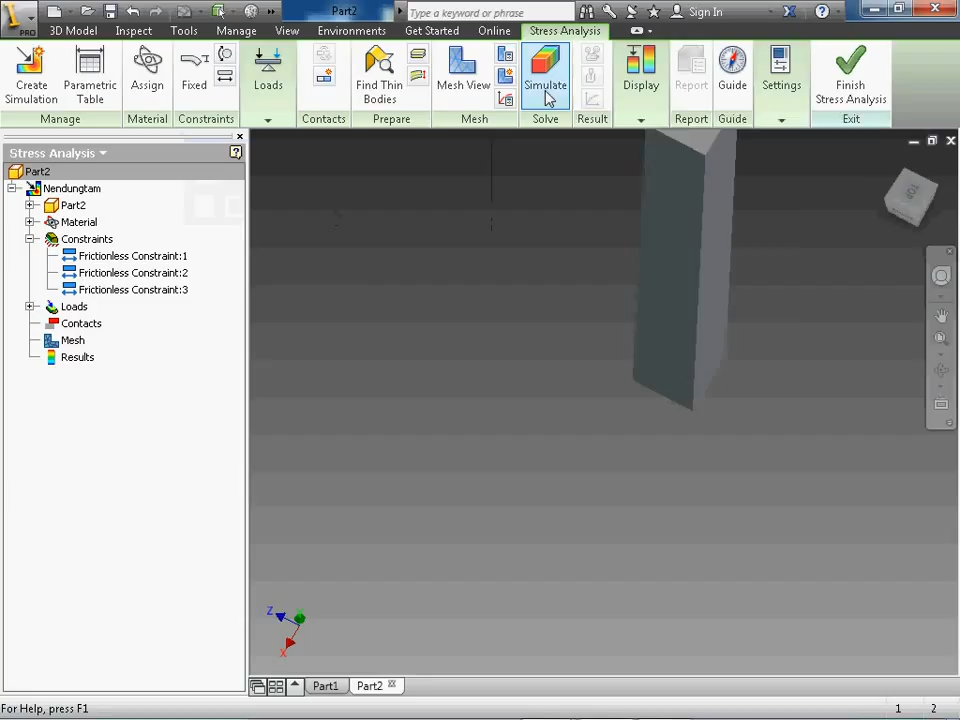 Part2
Type a keyword or phrase
Sign In
PRO
3D Model Inspect Tools Manage View Environments Get Started Online Stress Analysis
Create Simulation
Parametric Table
Assign
Fixed
Loads
Find Thin Bodies
Mesh View
Simulate
Display
Report
Guide
Settings
Finish Stress Analysis
Manage Material Constraints Contacts Prepare Mesh Solve Result Report Guide Exit
Stress Analysis
Part2
Nendungtam
Part2
Material
Constraints
Frictionless Constraint:1
Frictionless Constraint:2
Frictionless Constraint:3
Loads
Contacts
Mesh
Results
TOP
Z
X
Part1 Part2
For Help, press F1
1 2